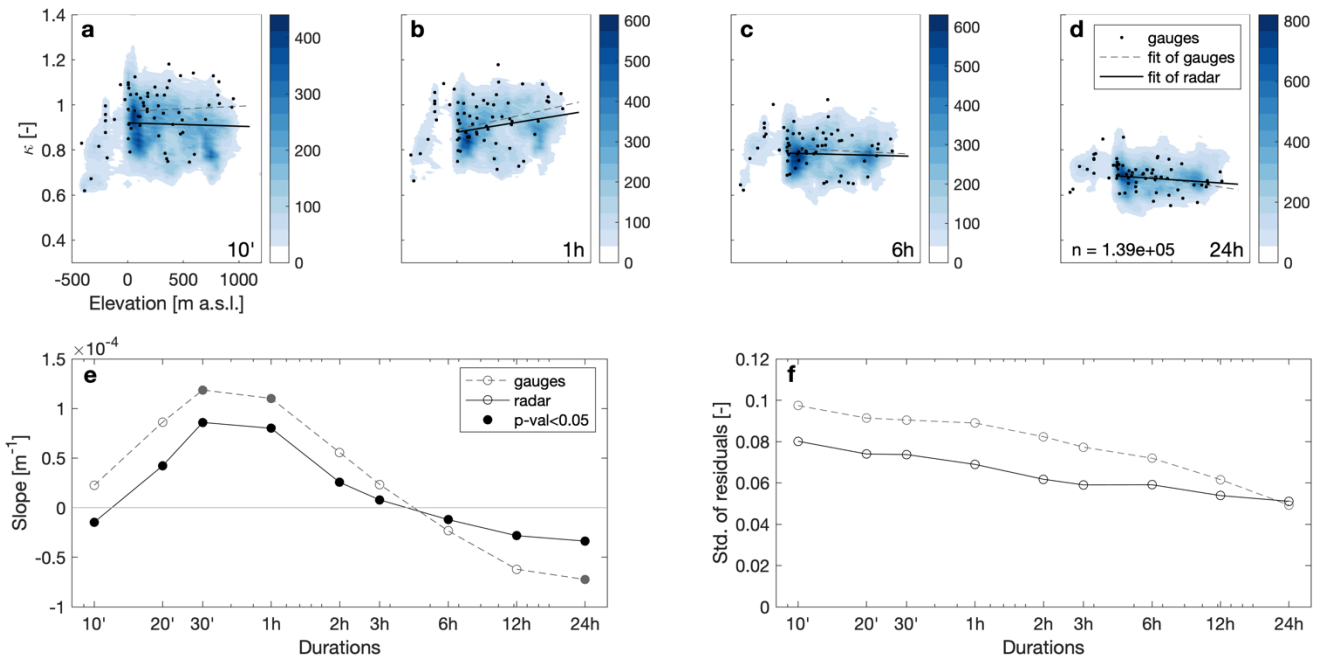 a
b
c
d
1.4
1.2
1
0.8
0.6
0.4
κ [-]
-500
0
500
1000
Elevation [m a.s.l.]
10'
400
300
200
100
0
1h
600
500
400
300
200
100
0
6h
600
500
400
300
200
100
0
gauges
fit of gauges
fit of radar
n = 1.39e+05
24h
800
600
400
200
0
×10⁻⁴
e
1.5
1
0.5
0
-0.5
-1
Slope [m⁻¹]
gauges
radar
p-val<0.05
10' 20' 30' 1h 2h 3h 6h 12h 24h
Durations
f
0.12
0.1
0.08
0.06
0.04
0.02
0
Std. of residuals [-]
10' 20' 30' 1h 2h 3h 6h 12h 24h
Durations